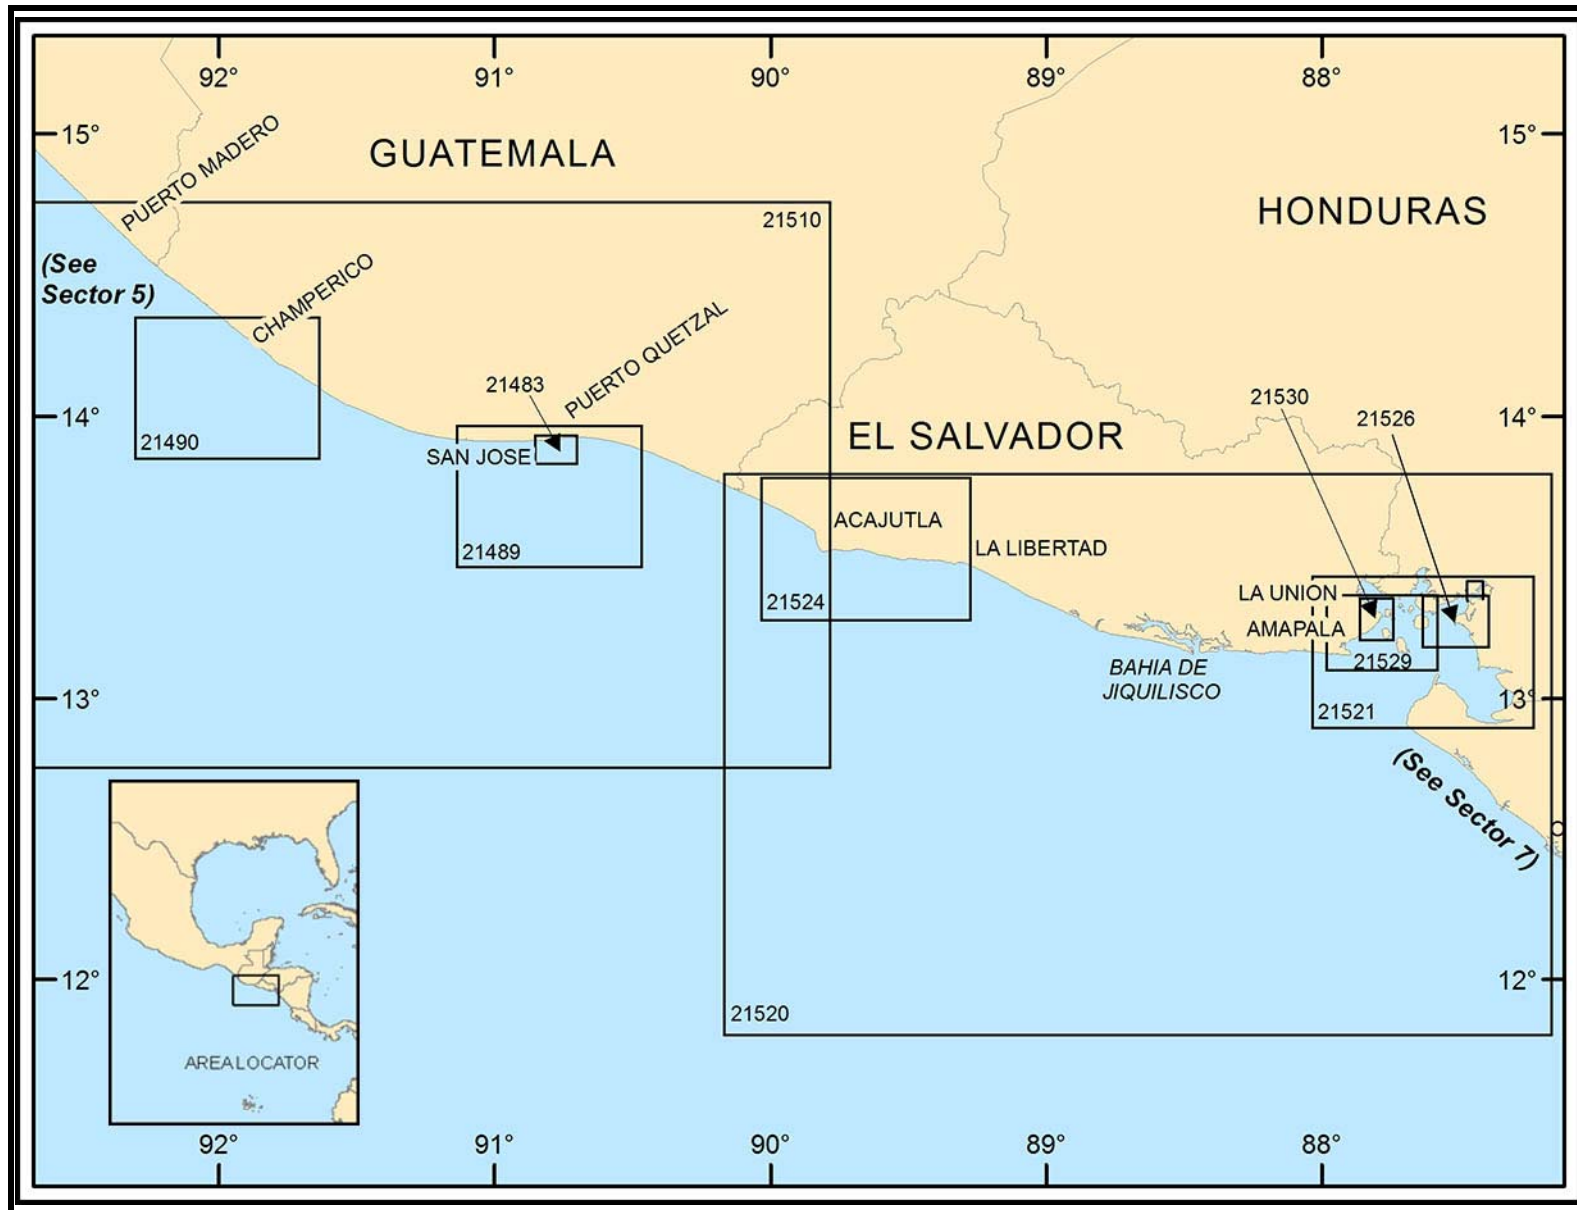 92°
91°
90°
89°
88°
15°
15°
PUERTO MADERO
GUATEMALA
HONDURAS
21510
(See
Sector 5)
CHAMPERICO
PUERTO QUETZAL
21483
21530
21526
14°
14°
21490
EL SALVADOR
SAN JOSE
21489
ACAJUTLA
LA LIBERTAD
21524
LA UNION
AMAPALA
21529
BAHIA DE
JIQUILISCO
13°
13°
21521
(See Sector 7)
12°
12°
21520
AREA LOCATOR
92°
91°
90°
89°
88°